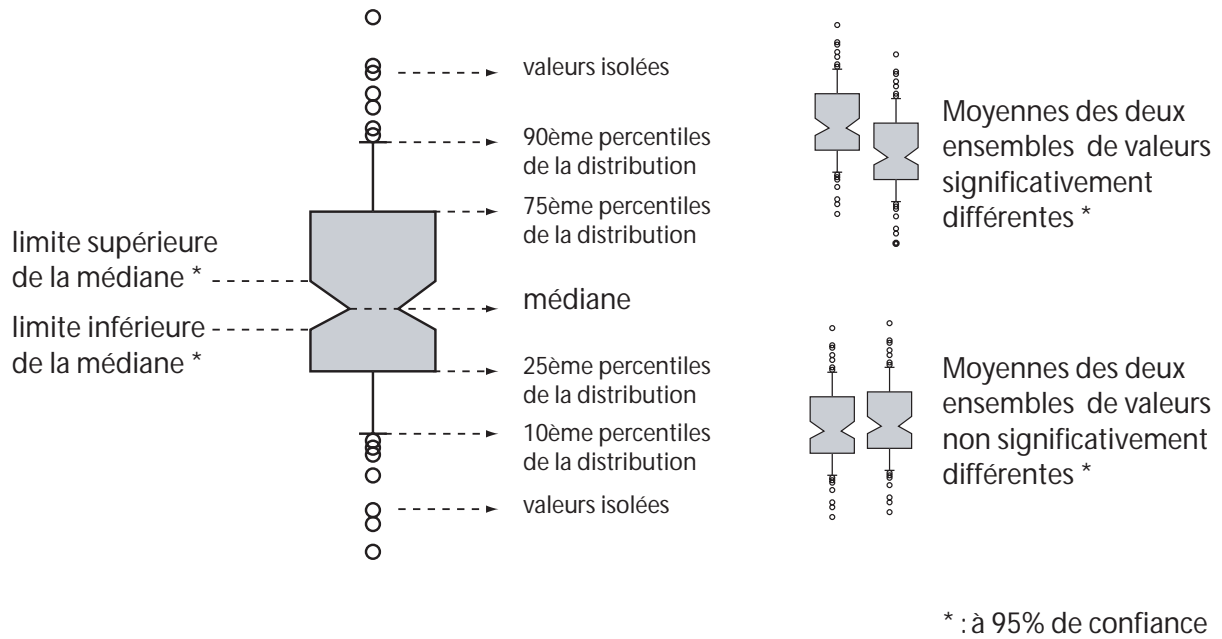 valeurs isolées
90ème percentiles
de la distribution
75ème percentiles
de la distribution
limite supérieure
de la médiane *
médiane
limite inférieure
de la médiane *
25ème percentiles
de la distribution
10ème percentiles
de la distribution
valeurs isolées
Moyennes des deux
ensembles de valeurs
significativement
différentes *
Moyennes des deux
ensembles de valeurs
non significativement
différentes *
* : à 95% de confiance